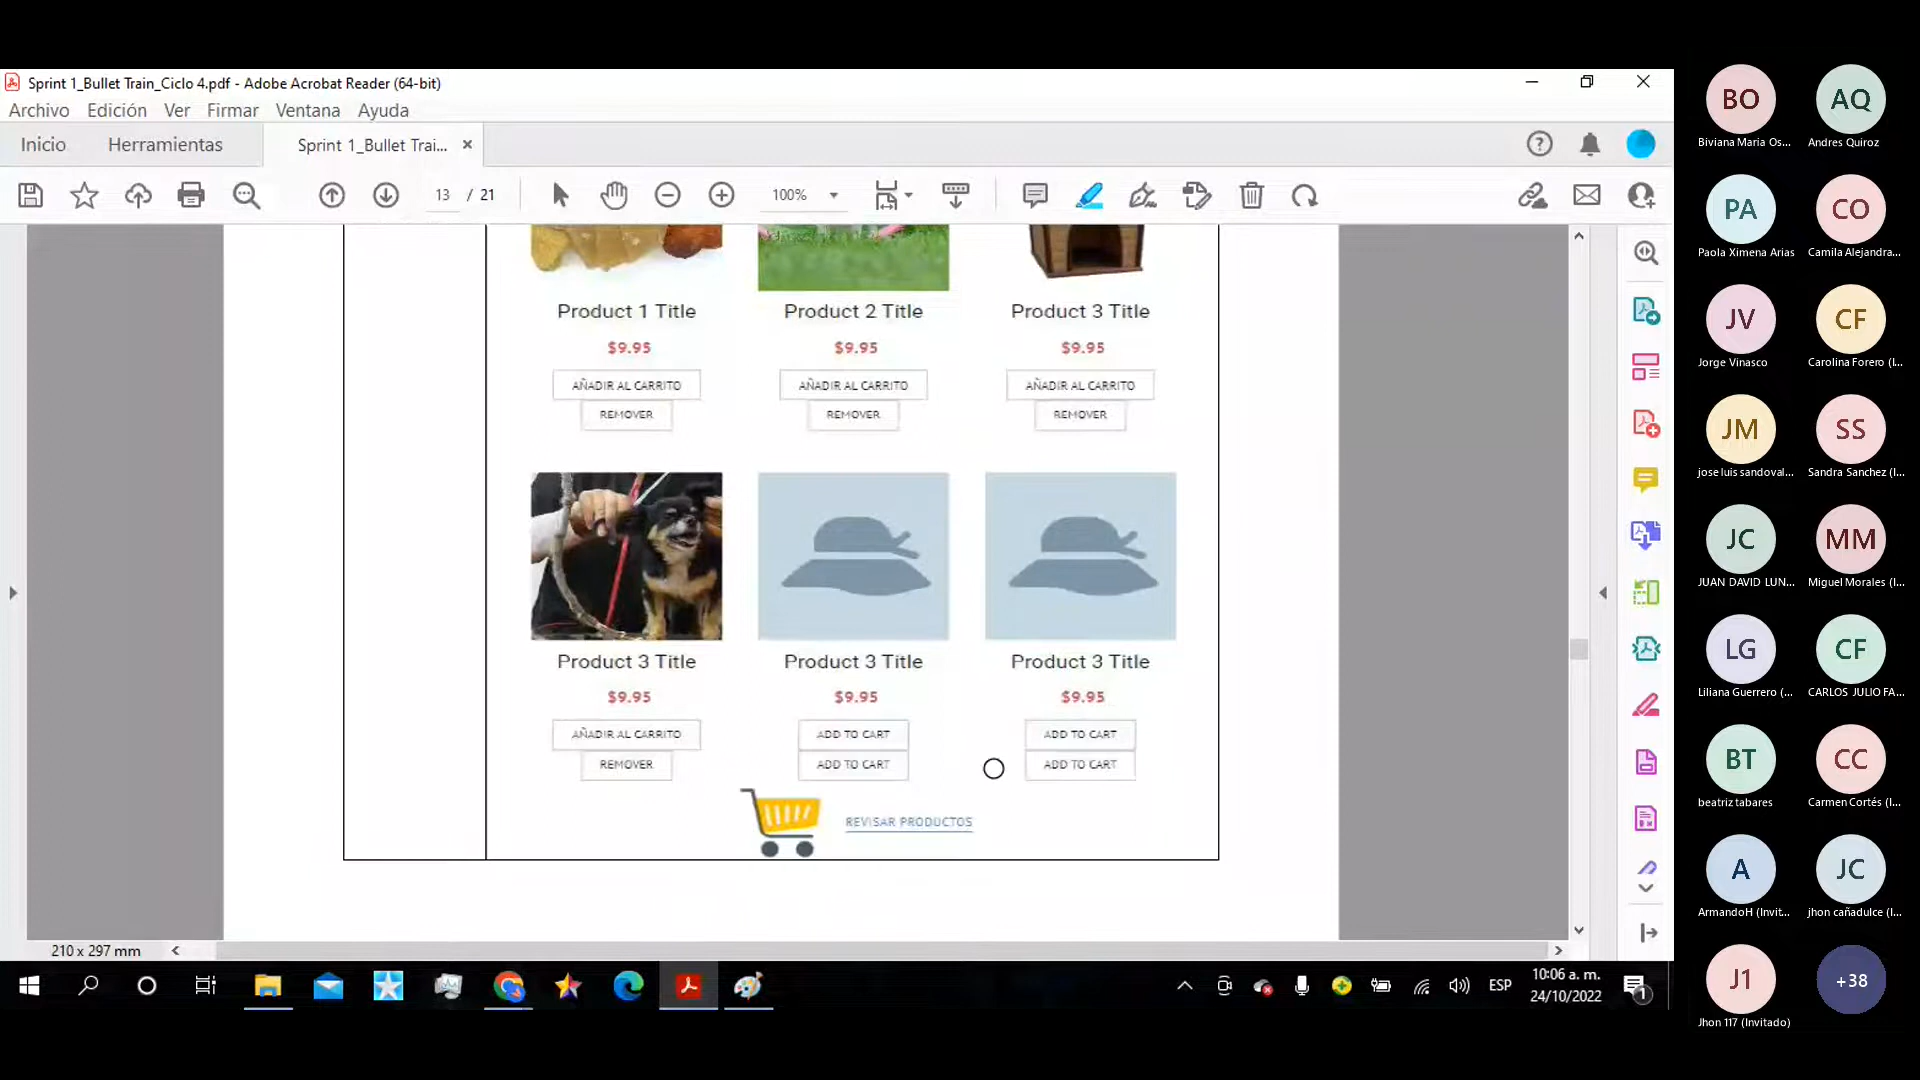 Sprint 1_Bullet Train_Ciclo 4.pdf - Adobe Acrobat Reader (64-bit)
Archivo Edición Ver Firmar Ventana Ayuda
Inicio Herramientas Sprint 1_Bullet Trai...
13 / 21 100%
Product 1 Title Product 2 Title Product 3 Title
$9.95 $9.95 $9.95
AÑADIR AL CARRITO AÑADIR AL CARRITO AÑADIR AL CARRITO
REMOVER REMOVER REMOVER
Product 3 Title Product 3 Title Product 3 Title
$9.95 $9.95 $9.95
AÑADIR AL CARRITO ADD TO CART ADD TO CART
REMOVER ADD TO CART ADD TO CART
REVISAR PRODUCTOS
210 x 297 mm
ESP
10:06 a. m.
24/10/2022
1
BO AQ
Biviana Maria Os... Andres Quiroz
PA CO
Paola Ximena Arias Camila Alejandra...
JV CF
Jorge Vinasco Carolina Forero (I...
JM SS
jose luis sandoval... Sandra Sanchez (I...
JC MM
JUAN DAVID LUN... Miguel Morales (I...
LG CF
Liliana Guerrero (... CARLOS JULIO FA...
BT CC
beatriz tabares Carmen Cortés (I...
A JC
ArmandoH (Invit... jhon cañadulce (I...
J1 +38
Jhon 117 (Invitado)